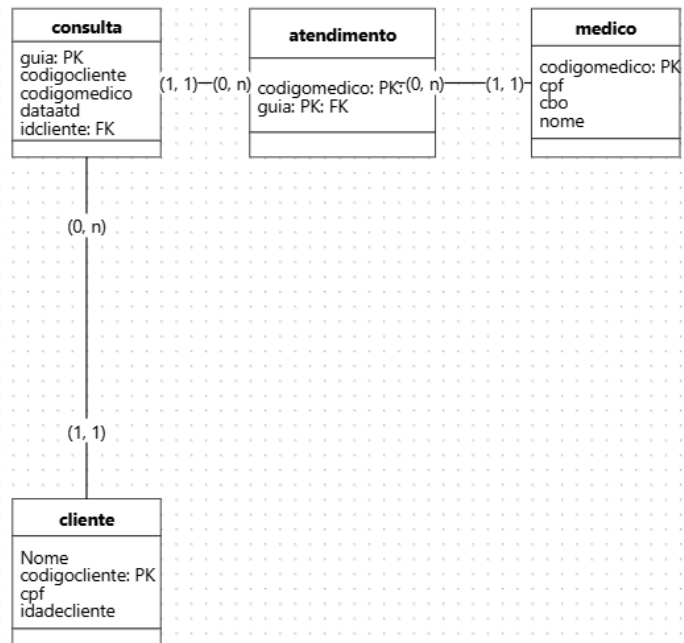 consulta
guia: PK
codigocliente
codigomedico
dataatd
idcliente: FK
(1, 1)
(0, n)
atendimento
codigomedico: PK:
guia: PK: FK
(0, n)
(1, 1)
medico
codigomedico: PK
cpf
cbo
nome
(0, n)
(1, 1)
cliente
Nome
codigocliente: PK
cpf
idadecliente